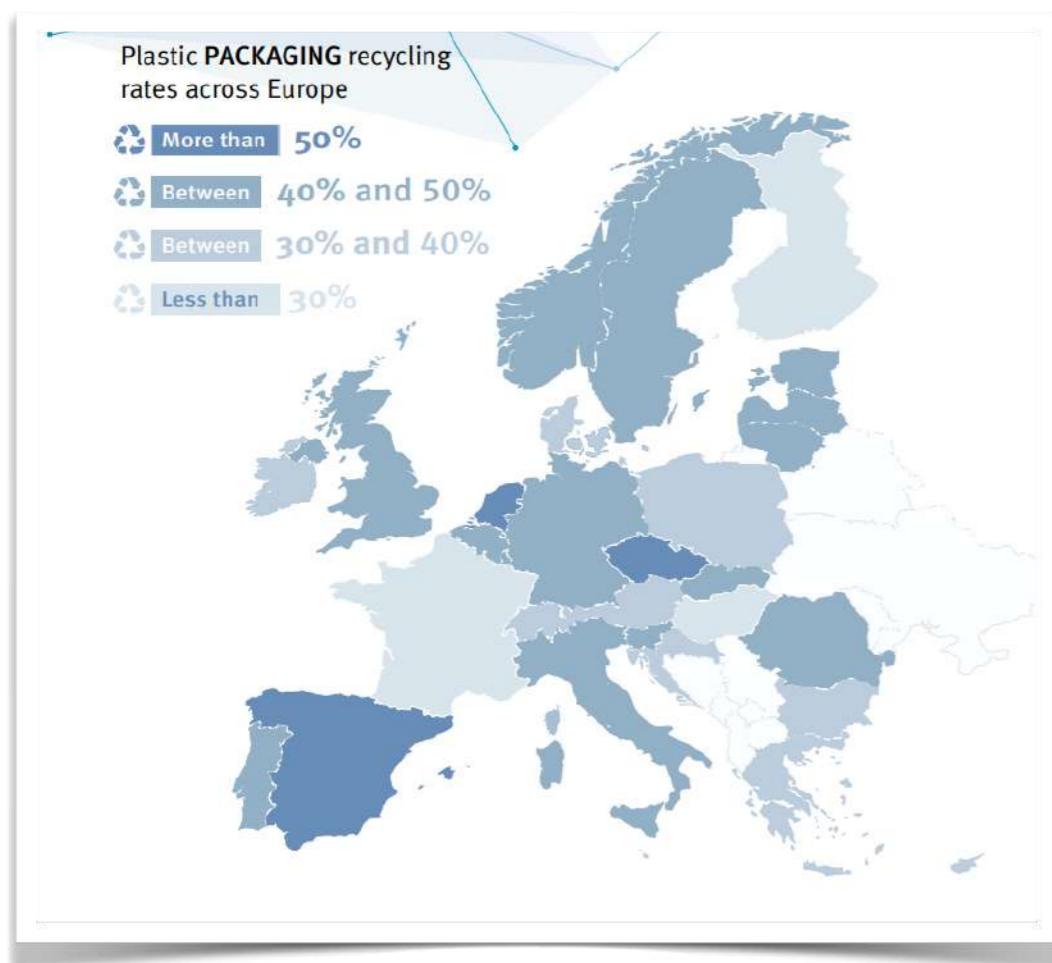 Plastic PACKAGING recycling
rates across Europe
More than 50%
Between 40% and 50%
Between 30% and 40%
Less than 30%